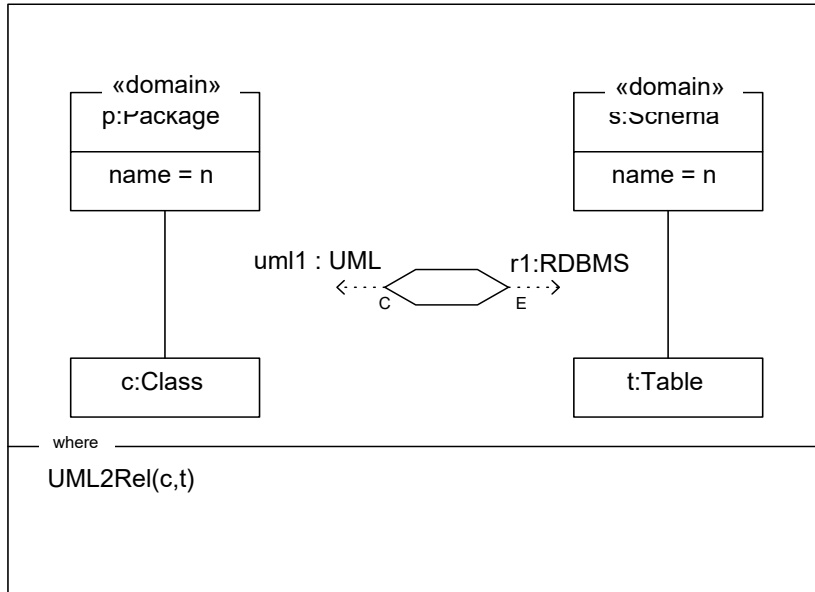 «domain»
p:Package
name = n
«domain»
s:Schema
name = n
uml1 : UML
r1:RDBMS
C
E
c:Class
t:Table
where
UML2Rel(c,t)